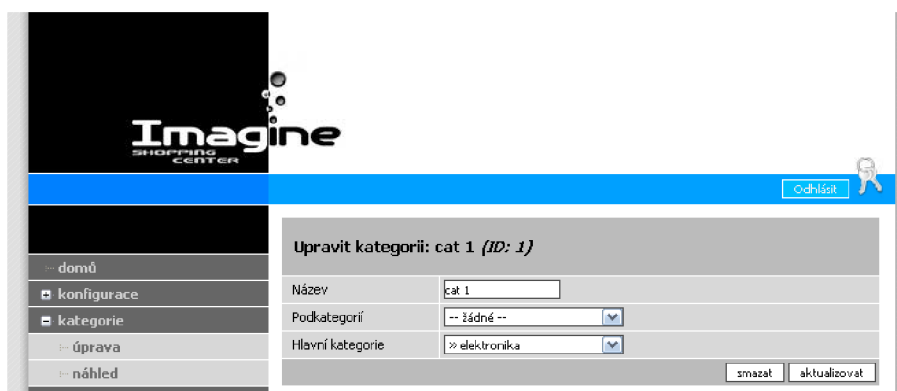 Imagine
SHOPPING
CENTER
Odhlásit
Upravit kategorii: cat 1 (ID: 1)
domů
konfigurace
kategorie
úprava
náhled
Název cat 1
Podkategorií -- žádné --
Hlavní kategorie » elektronika
smazat aktualizovat